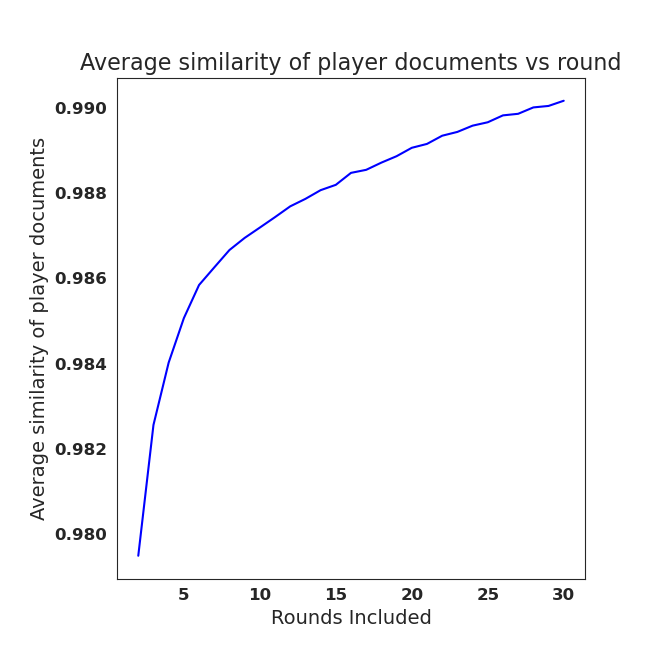 Average similarity of player documents vs round
Average similarity of player documents
0.990
0.988
0.986
0.984
0.982
0.980
5 10 15 20 25 30
Rounds Included